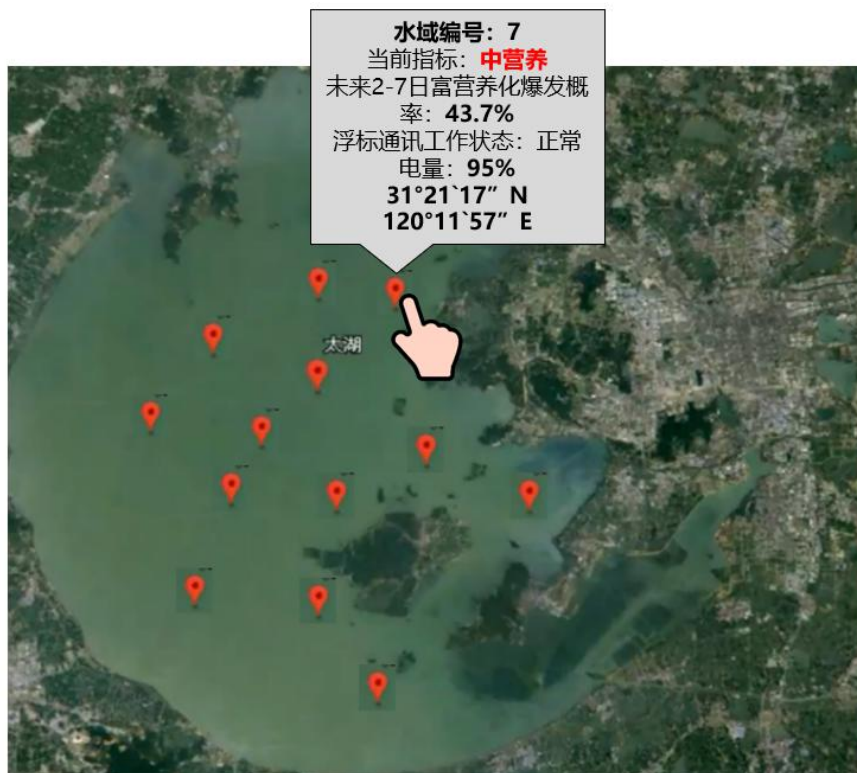 水域编号：7
当前指标：中营养
未来2-7日富营养化爆发概
率：43.7%
浮标通讯工作状态：正常
电量：95%
31°21`17” N
120°11`57” E
太湖